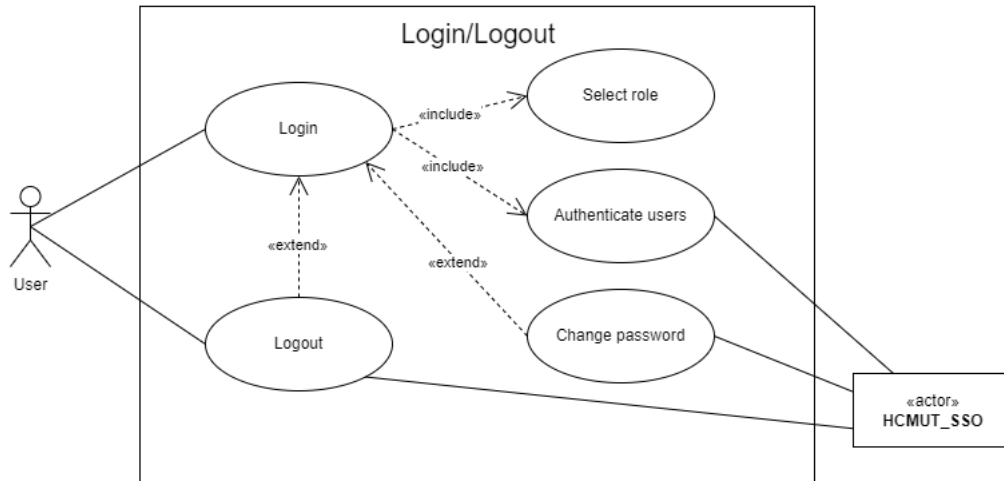 Login/Logout
Select role
Login
«include»
«include»
Authenticate users
«extend»
«extend»
User
Logout
Change password
«actor»
HCMUT_SSO